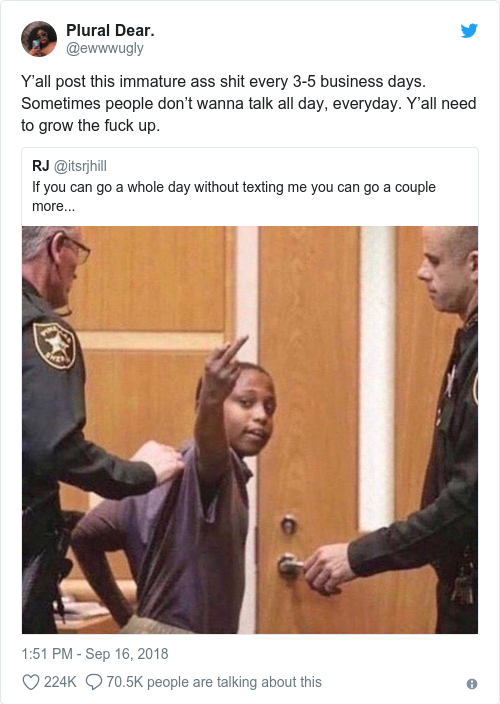 Plural Dear.
@ewwwugly
Y'all post this immature ass shit every 3-5 business days.
Sometimes people don't wanna talk all day, everyday. Y'all need
to grow the fuck up.
RJ @itsrjhill
If you can go a whole day without texting me you can go a couple
more...
1:51 PM - Sep 16, 2018
224K 70.5K people are talking about this